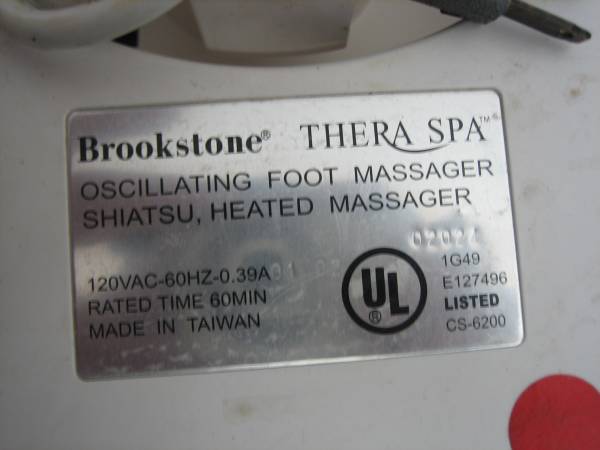 Brookstone® THERA SPA™
OSCILLATING FOOT MASSAGER
SHIATSU, HEATED MASSAGER
120VAC-60HZ-0.39A
RATED TIME 60MIN
MADE IN TAIWAN
UL®
1G49
E127496
LISTED
CS-6200